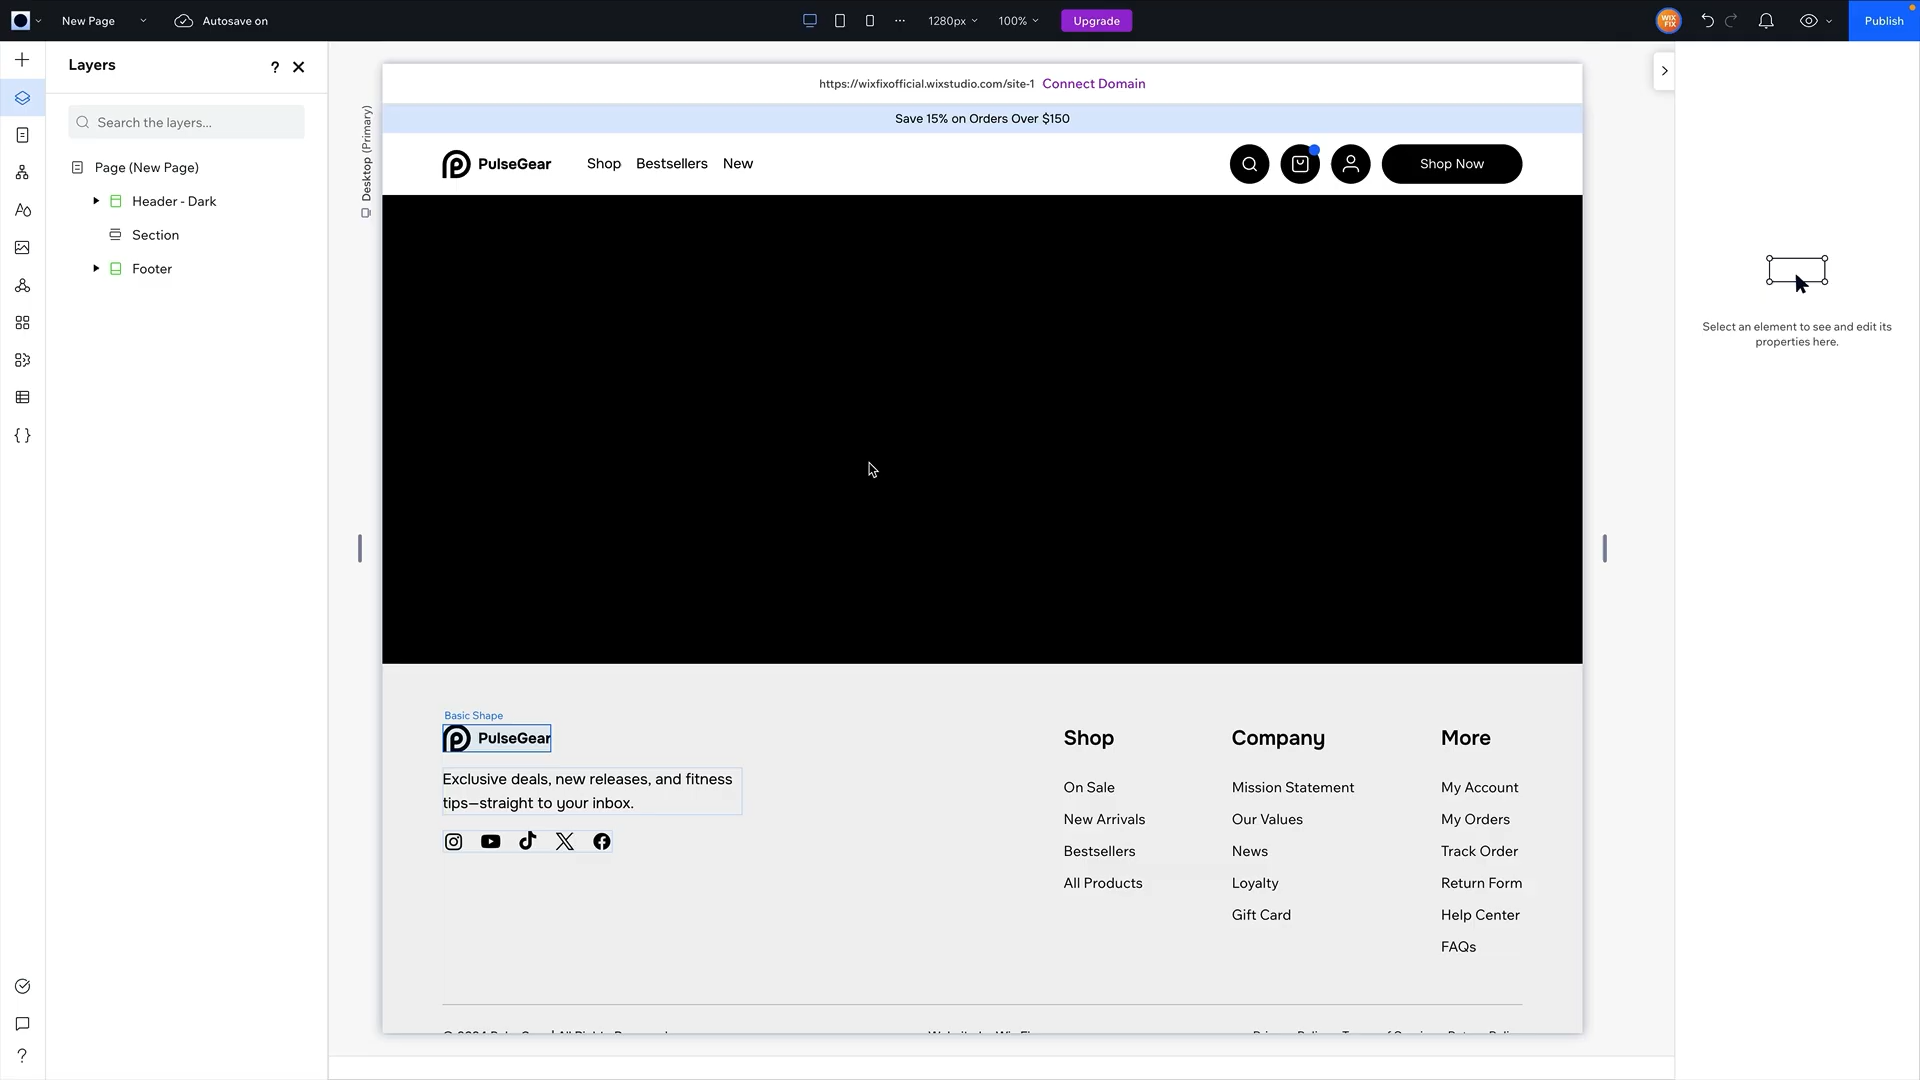 New Page
Autosave on
1280px
100%
Upgrade
WIX FIX
Publish
Layers
?
Search the layers...
Page (New Page)
Header - Dark
Section
Footer
Desktop (Primary)
https://wixfixofficial.wixstudio.com/site-1 Connect Domain
Save 15% on Orders Over $150
PulseGear
Shop
Bestsellers
New
Shop Now
Select an element to see and edit its
properties here.
Basic Shape
PulseGear
Exclusive deals, new releases, and fitness
tips—straight to your inbox.
Shop
On Sale
New Arrivals
Bestsellers
All Products
Company
Mission Statement
Our Values
News
Loyalty
Gift Card
More
My Account
My Orders
Track Order
Return Form
Help Center
FAQs